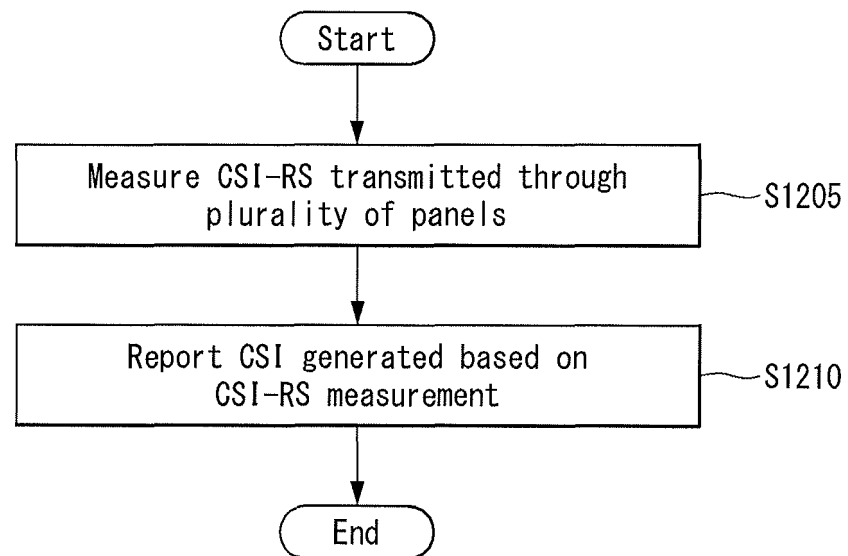 Start
Measure CSI-RS transmitted through
plurality of panels
S1205
Report CSI generated based on
CSI-RS measurement
S1210
End